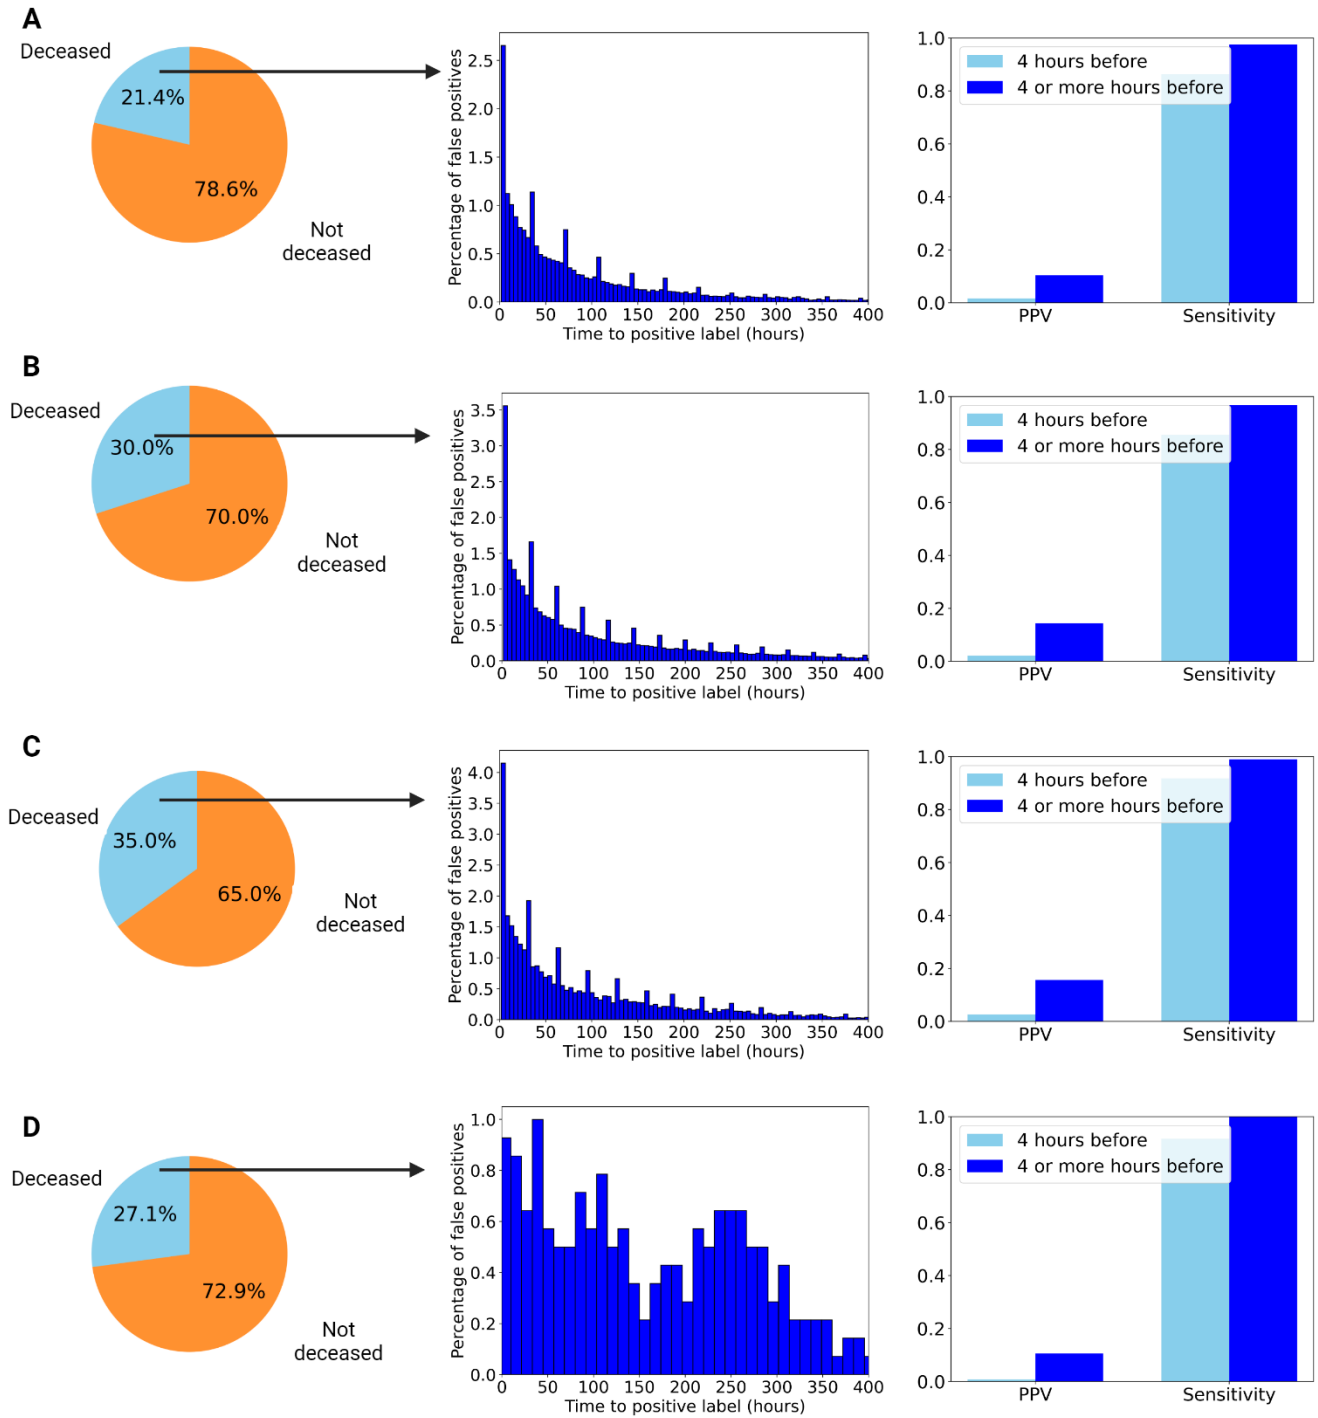 A
Deceased
21.4%
78.6%
Not
deceased
Percentage of false positives
2.5
2.0
1.5
1.0
0.5
0.0
0 50 100 150 200 250 300 350 400
Time to positive label (hours)
1.0
0.8
0.6
0.4
0.2
0.0
4 hours before
4 or more hours before
PPV Sensitivity
B
Deceased
30.0%
70.0%
Not
deceased
Percentage of false positives
3.5
3.0
2.5
2.0
1.5
1.0
0.5
0.0
0 50 100 150 200 250 300 350 400
Time to positive label (hours)
1.0
0.8
0.6
0.4
0.2
0.0
4 hours before
4 or more hours before
PPV Sensitivity
C
Deceased
35.0%
65.0%
Not
deceased
Percentage of false positives
4.0
3.5
3.0
2.5
2.0
1.5
1.0
0.5
0.0
0 50 100 150 200 250 300 350 400
Time to positive label (hours)
1.0
0.8
0.6
0.4
0.2
0.0
4 hours before
4 or more hours before
PPV Sensitivity
D
Deceased
27.1%
72.9%
Not
deceased
Percentage of false positives
1.0
0.8
0.6
0.4
0.2
0.0
0 50 100 150 200 250 300 350 400
Time to positive label (hours)
1.0
0.8
0.6
0.4
0.2
0.0
4 hours before
4 or more hours before
PPV Sensitivity